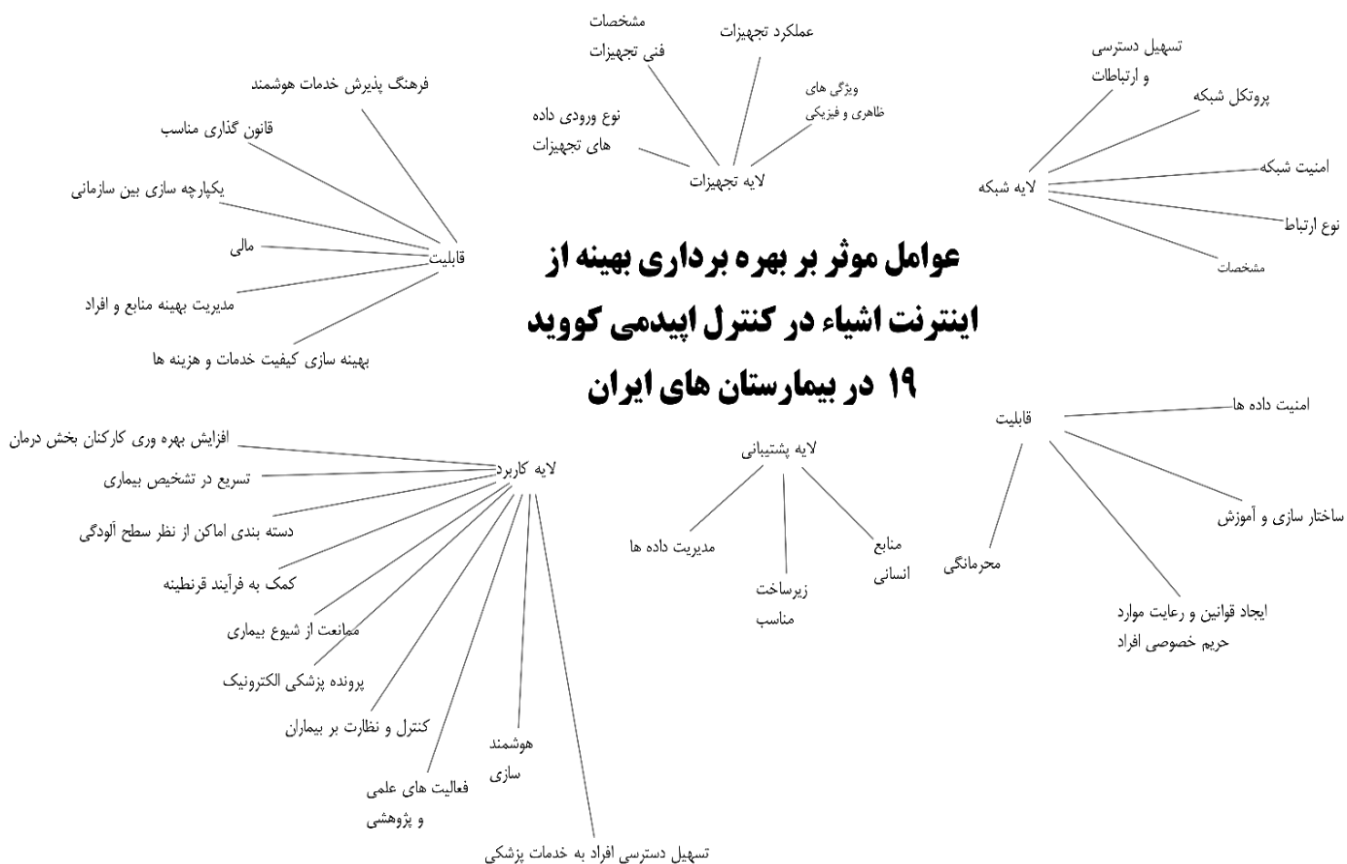 عوامل موثر بر بهره برداری بهینه از
اینترنت اشیاء در کنترل اپیدمی کووید
۱۹ در بیمارستان های ایران
لایه شبکه
تسهیل دسترسی
و ارتباطات
پروتکل شبکه
امنیت شبکه
نوع ارتباط
مشخصات
لایه تجهیزات
ویژگی های
ظاهری و فیزیکی
عملکرد تجهیزات
مشخصات
فنی تجهیزات
نوع ورودی داده
های تجهیزات
قابلیت
فرهنگ پذیرش خدمات هوشمند
قانون گذاری مناسب
یکپارچه سازی بین سازمانی
مالی
مدیریت بهینه منابع و افراد
بهینه سازی کیفیت خدمات و هزینه ها
قابلیت
امنیت داده ها
ساختار سازی و آموزش
ایجاد قوانین و رعایت موارد
حریم خصوصی افراد
محرمانگی
لایه پشتیبانی
منابع
انسانی
زیرساخت
مناسب
مدیریت داده ها
لایه کاربرد
افزایش بهره وری کارکنان بخش درمان
تسریع در تشخیص بیماری
دسته بندی اماکن از نظر سطح آلودگی
کمک به فرآیند قرنطینه
ممانعت از شیوع بیماری
پرونده پزشکی الکترونیک
کنترل و نظارت بر بیماران
فعالیت های علمی
و پژوهشی
هوشمند
سازی
تسهیل دسترسی افراد به خدمات پزشکی